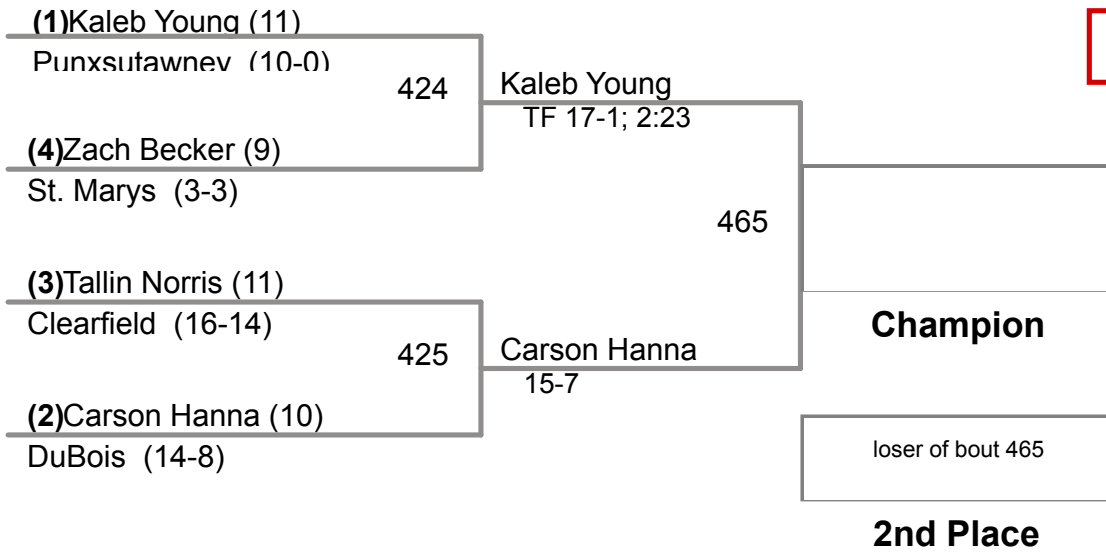 (1)Kaleb Young (11)
Punxsutawney (10-0)
424
Kaleb Young
TF 17-1; 2:23
(4)Zach Becker (9)
St. Marys (3-3)
465
(3)Tallin Norris (11)
Clearfield (16-14)
425
Carson Hanna
15-7
(2)Carson Hanna (10)
DuBois (14-8)
Champion
loser of bout 465
2nd Place